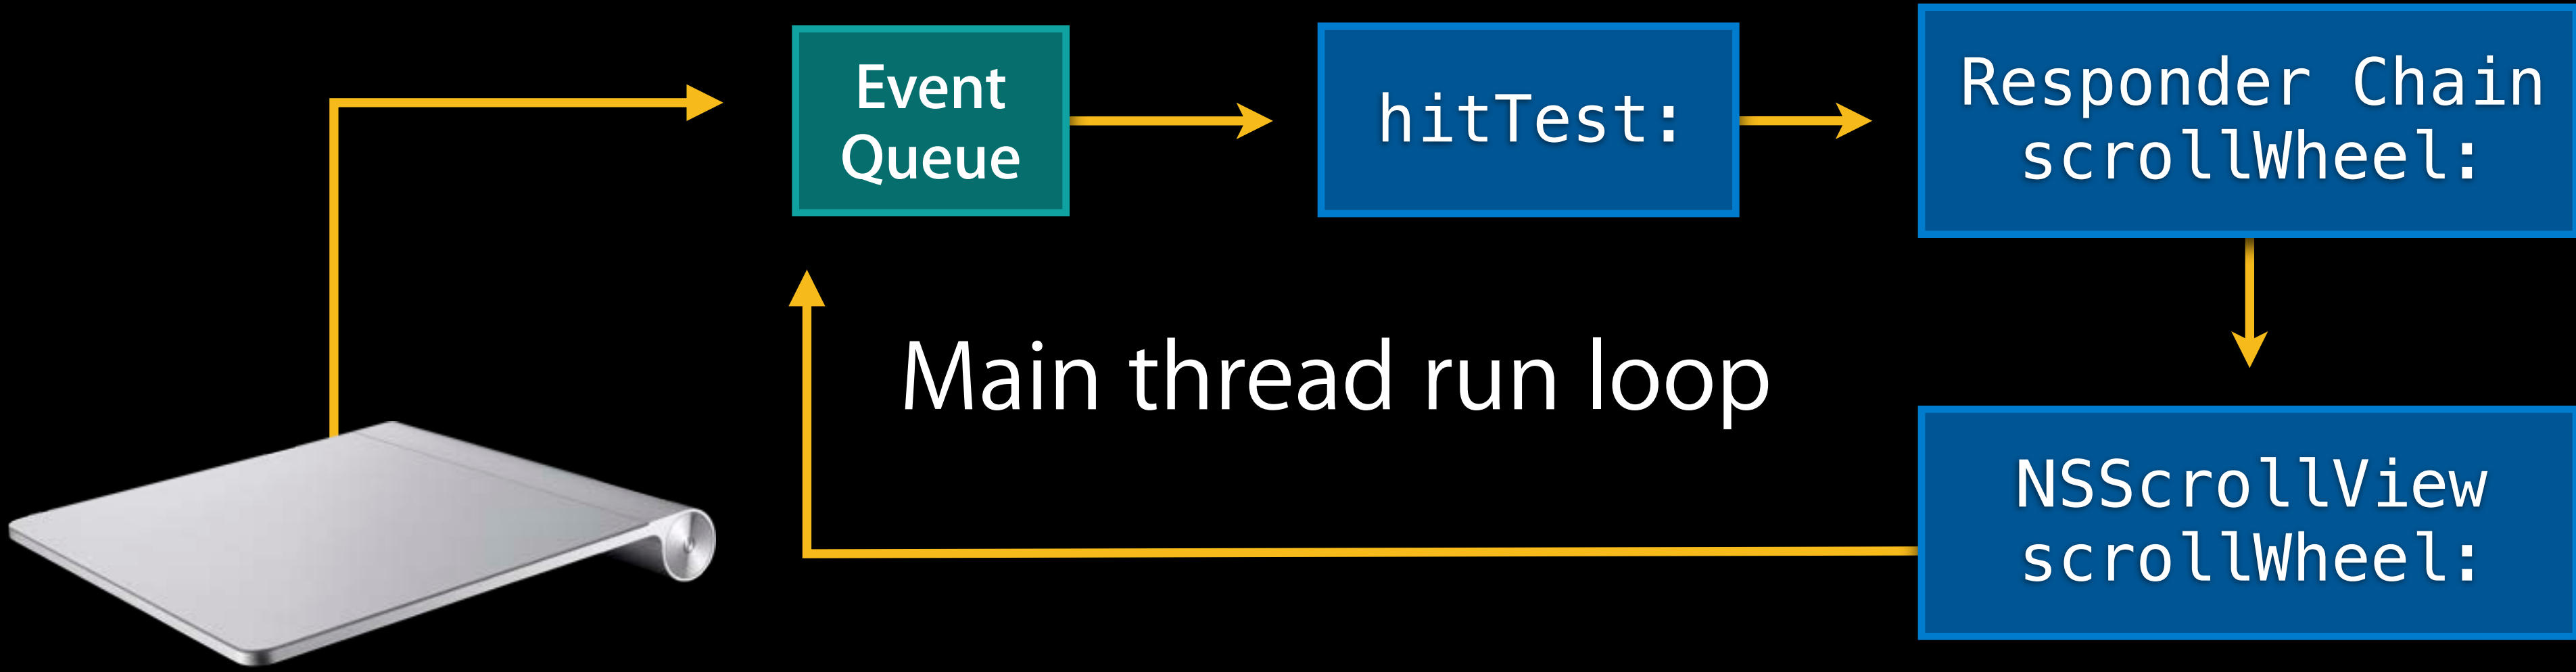 Event
Queue
hitTest:
Responder Chain
scrollWheel:
Main thread run loop
NSScrollView
scrollWheel: